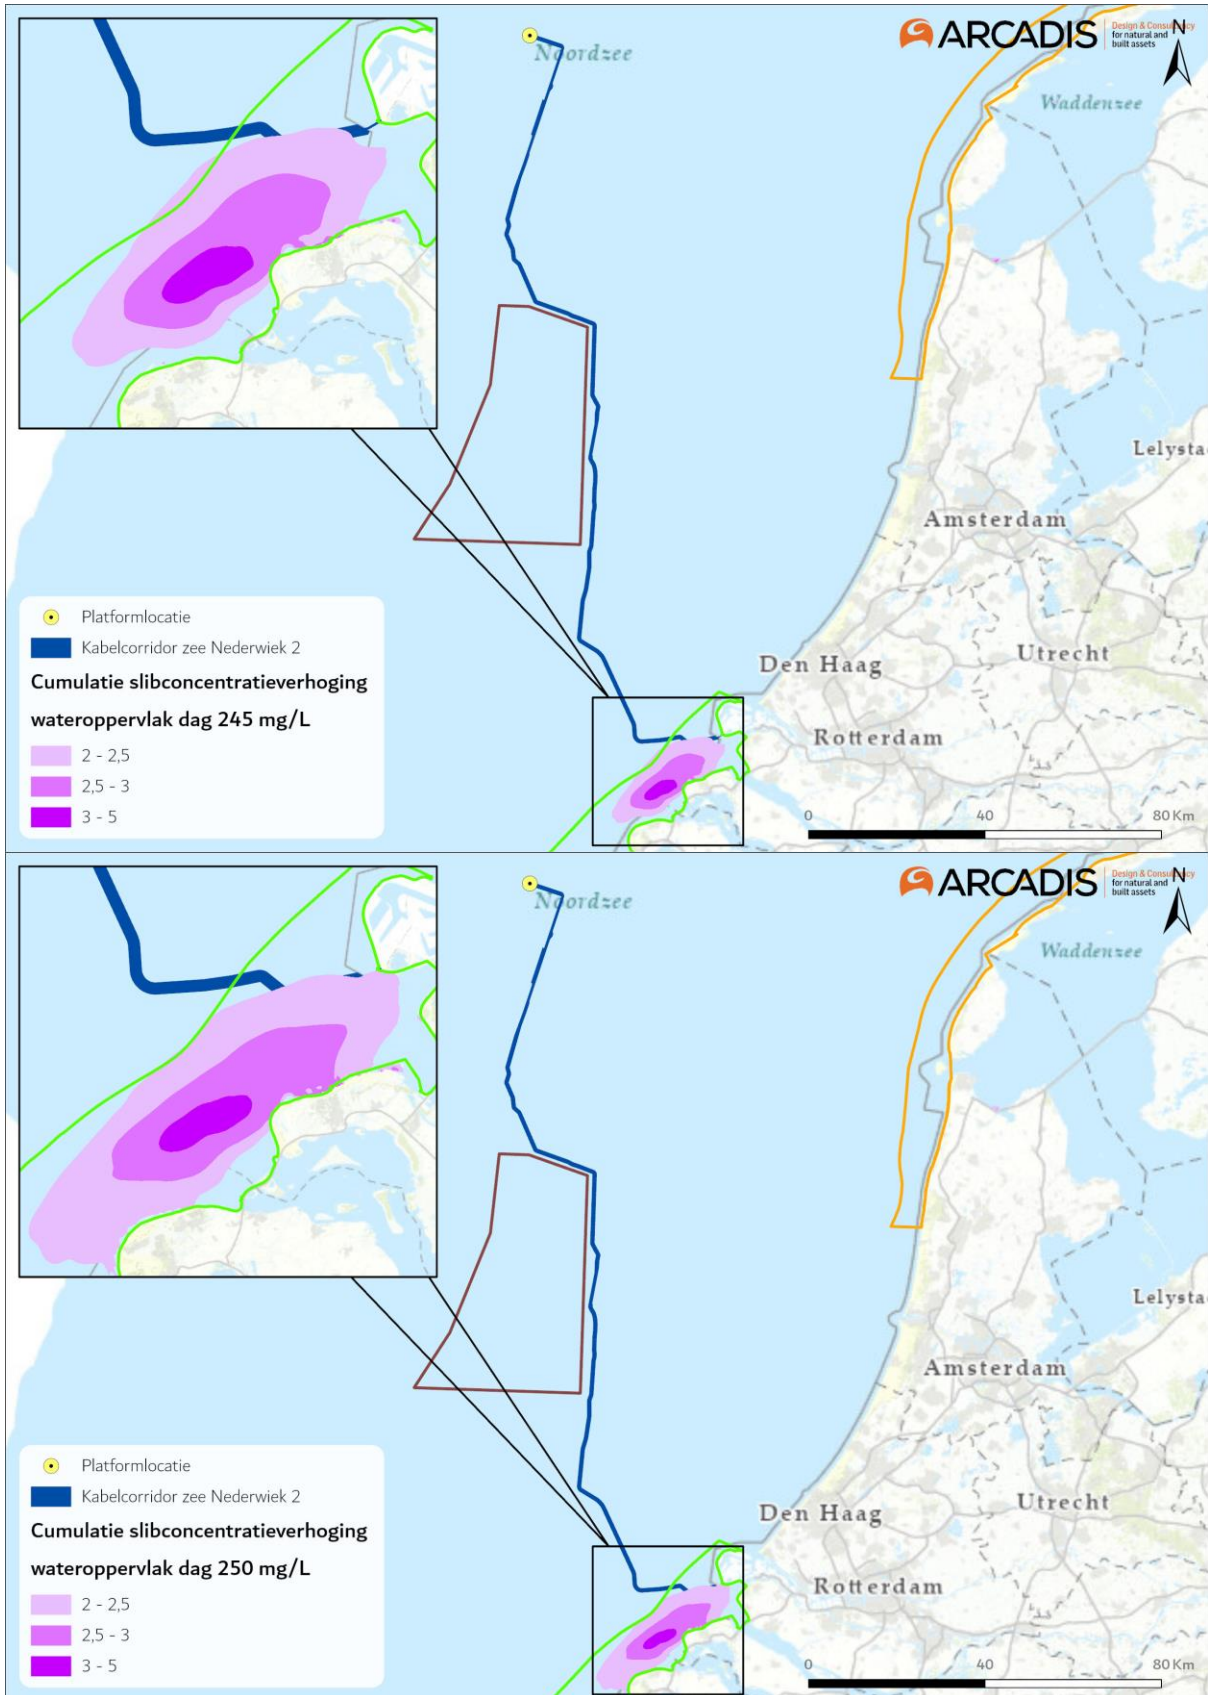 ARCADIS
Design & Consultancy
for natural and
built assets
N
Noordzee
Waddenzee
Lelysta
Amsterdam
Utrecht
Den Haag
Rotterdam
Platformlocatie
Kabelcorridor zee Nederwiek 2
Cumulatie slibconcentratieverhoging
wateroppervlak dag 245 mg/L
2 - 2,5
2,5 - 3
3 - 5
0 40 80 Km
ARCADIS
Design & Consultancy
for natural and
built assets
N
Noordzee
Waddenzee
Lelysta
Amsterdam
Utrecht
Den Haag
Rotterdam
Platformlocatie
Kabelcorridor zee Nederwiek 2
Cumulatie slibconcentratieverhoging
wateroppervlak dag 250 mg/L
2 - 2,5
2,5 - 3
3 - 5
0 40 80 Km